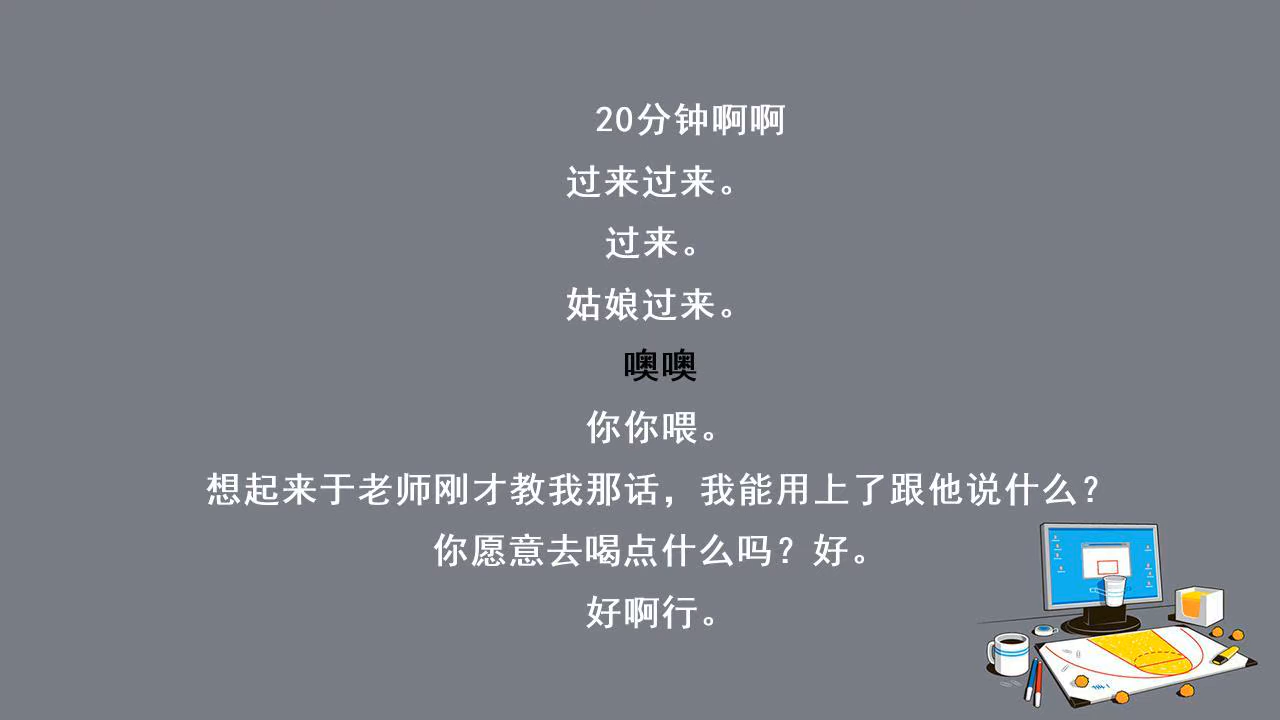 20分钟啊啊
过来过来。
过来。
姑娘过来。
噢噢
你你喂。
想起来于老师刚才教我那话，我能用上了跟他说什么？
你愿意去喝点什么吗？好。
好啊行。